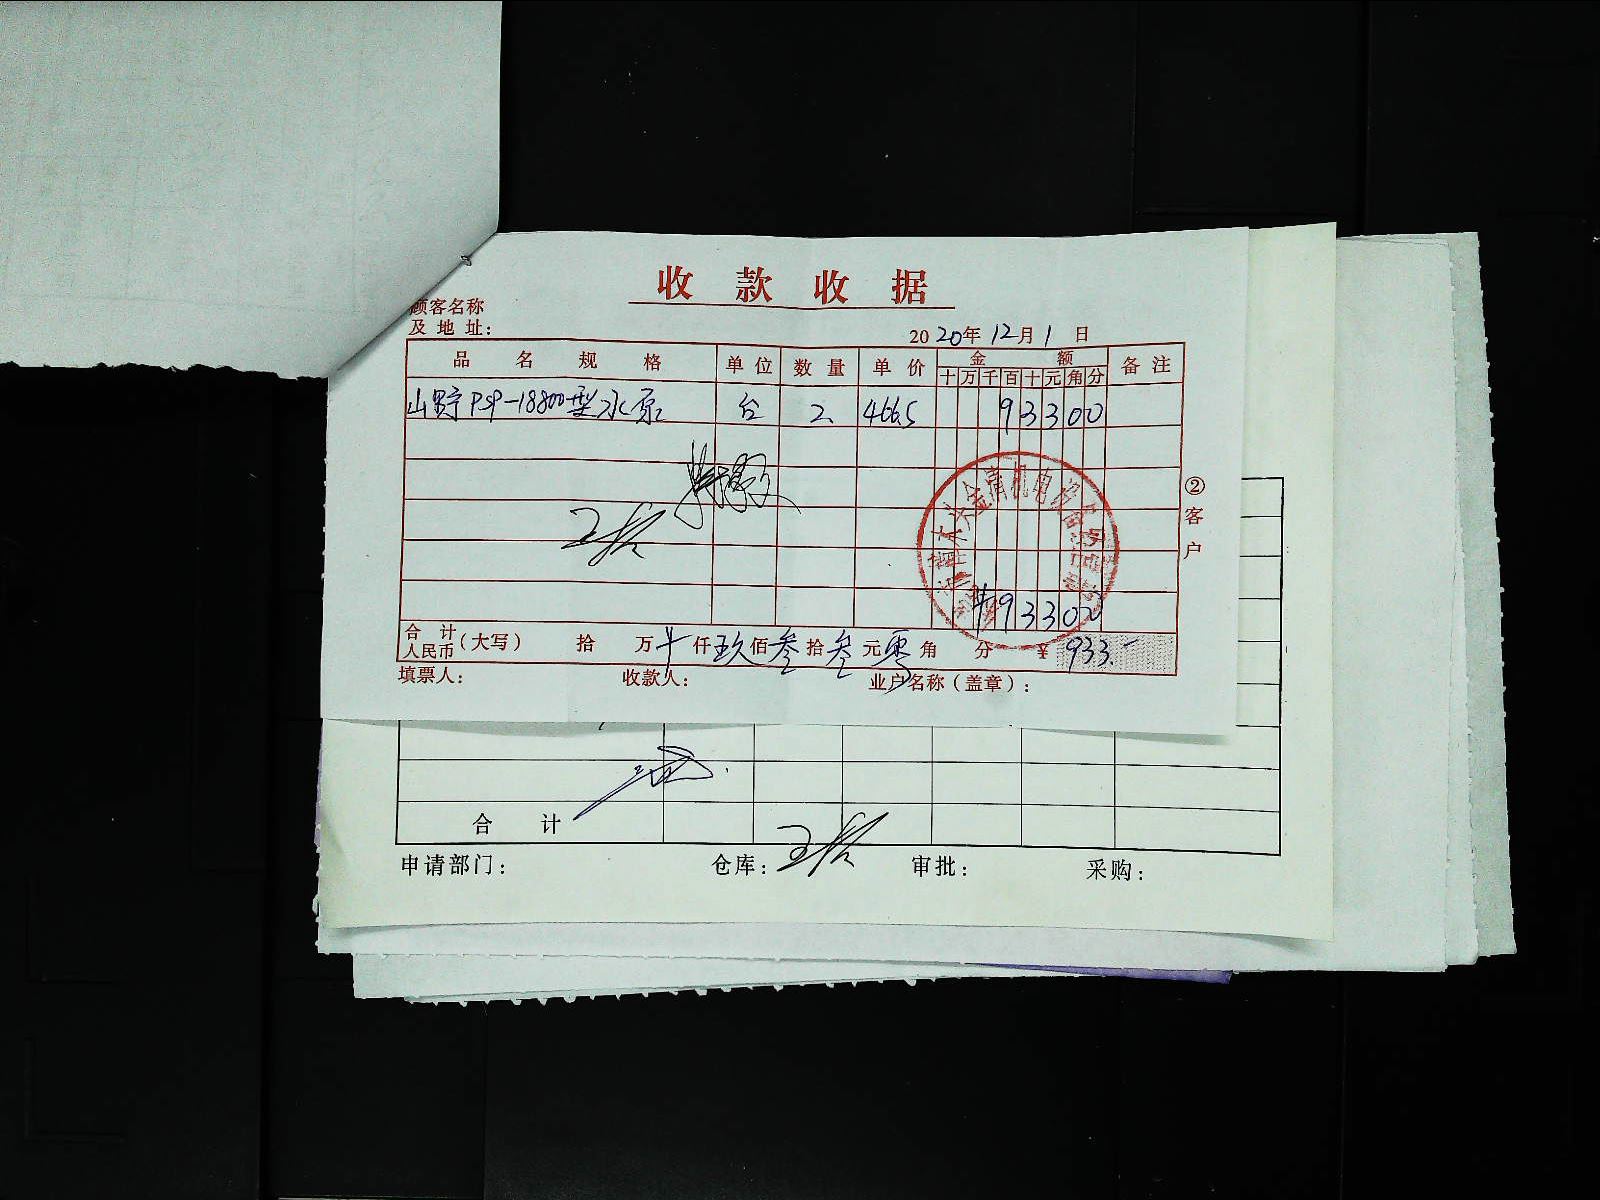 收款收据
顾客名称
及地址：
2020年12月1日
品名规格 单位 数量 单价 金额 备注
十万千百十元角分
山野PSP-18800型水泵 台 2 466.5 93300
¥93300
合计
人民币(大写) 拾 万 仟玖佰叁拾叁元零角 分 ¥933.-
填票人： 收款人： 业户名称(盖章)：
②客户
合计
申请部门： 仓库： 审批： 采购：